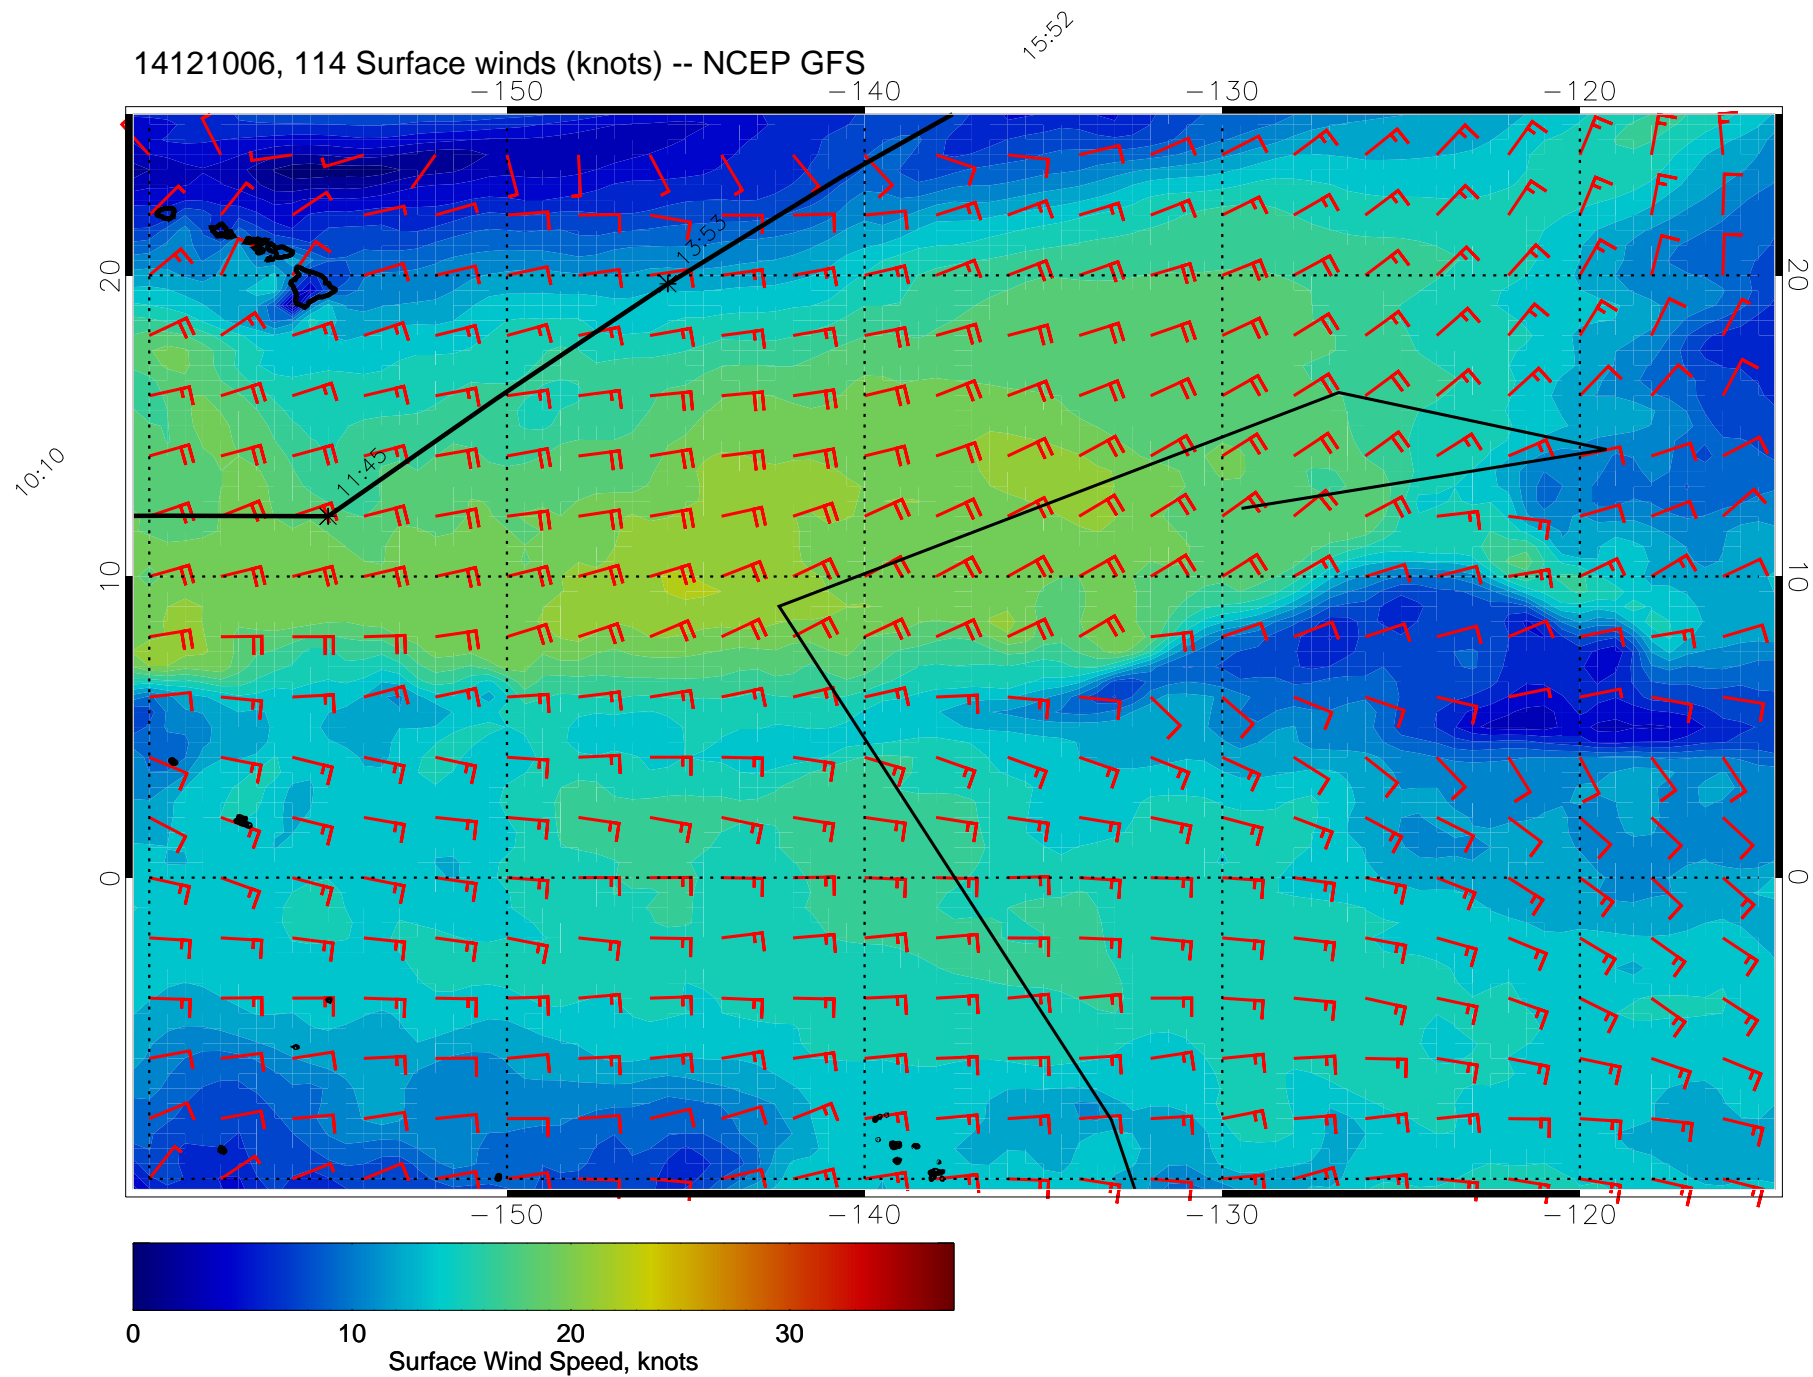 15:52
14121006, 114 Surface winds (knots) -- NCEP GFS
-150 -140 -130 -120
13:53
20 20
11:45
10:10
10 10
0 0
-150 -140 -130 -120
0 10 20 30
Surface Wind Speed, knots